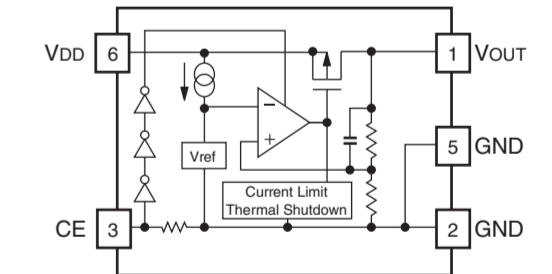 VDD 6
1 VOUT
−
+
Vref
5 GND
Current Limit
Thermal Shutdown
CE 3
2 GND